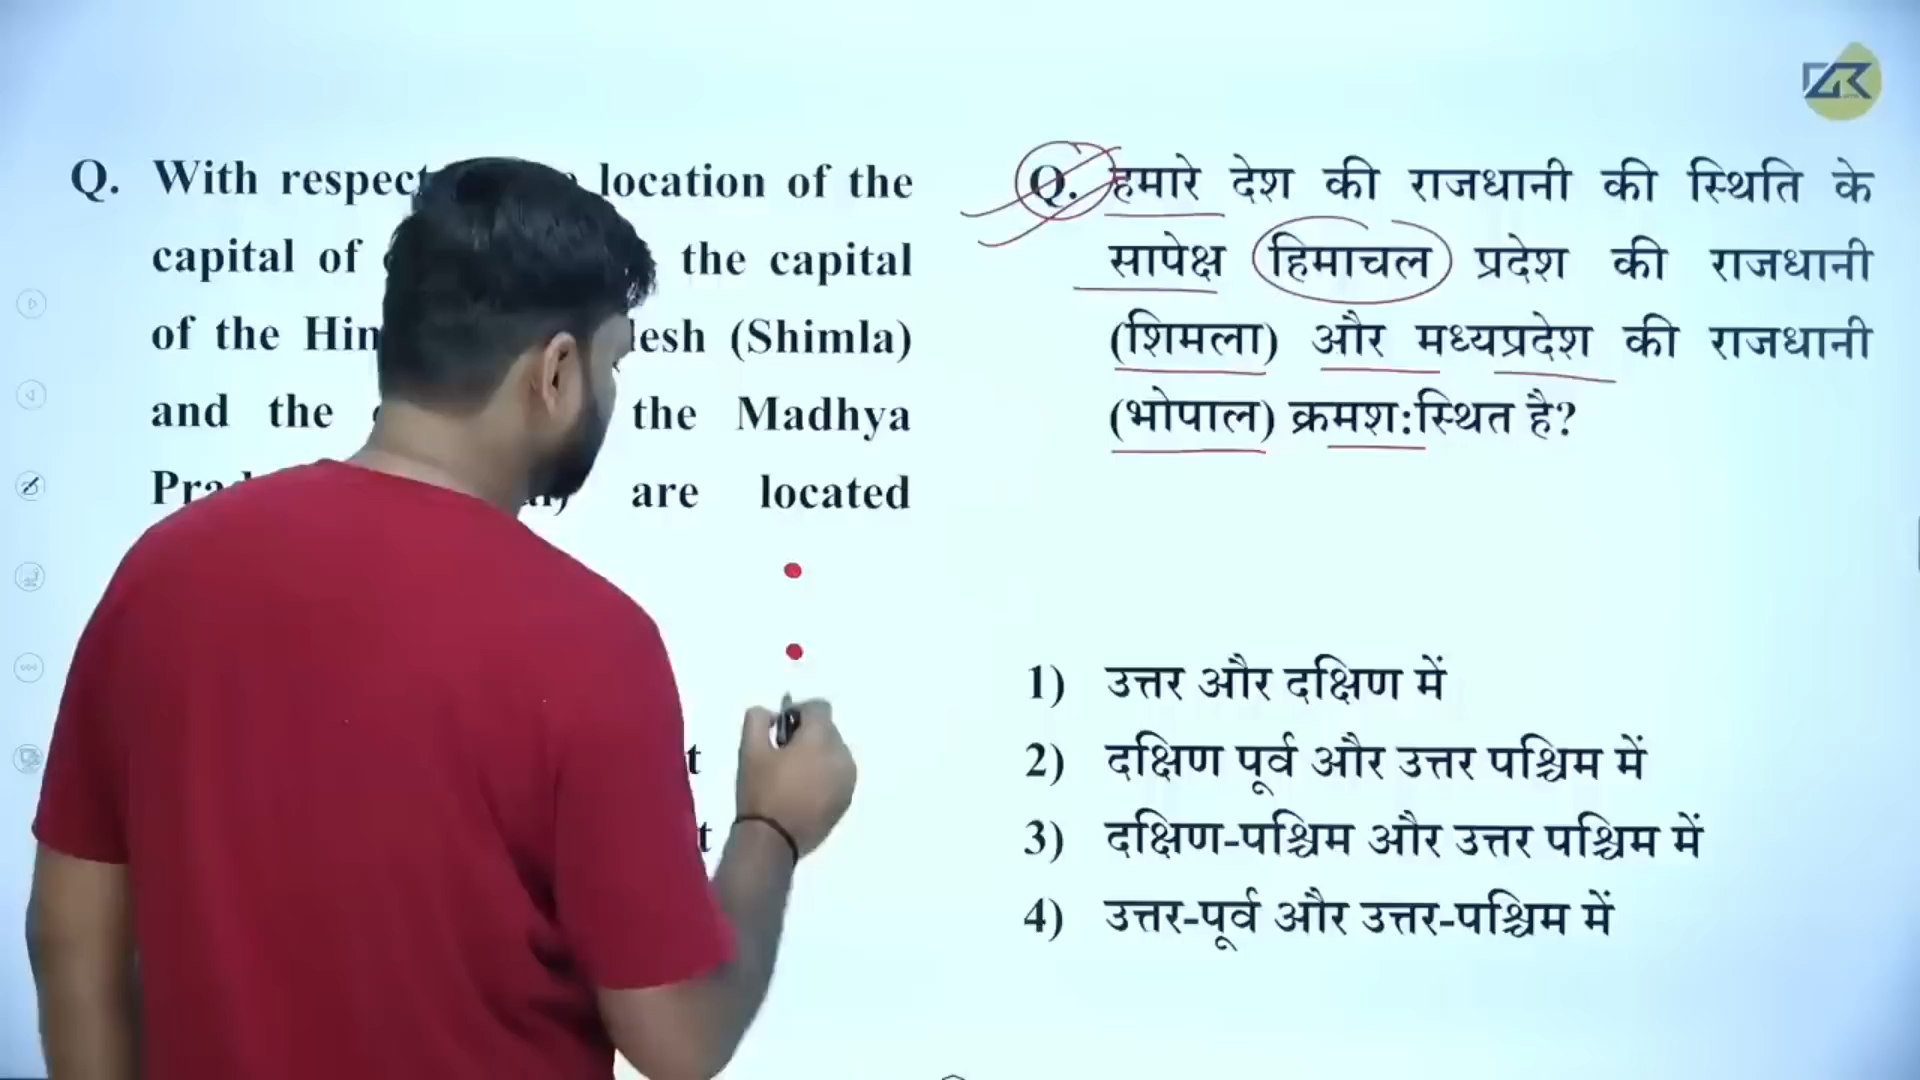 Q. With respect location of the
capital of the capital
of the (Shimla)
and the the Madhya
are located
Q. हमारे देश की राजधानी की स्थिति के
सापेक्ष हिमाचल प्रदेश की राजधानी
(शिमला) और मध्यप्रदेश की राजधानी
(भोपाल) क्रमश:स्थित है?
1) उत्तर और दक्षिण में
2) दक्षिण पूर्व और उत्तर पश्चिम में
3) दक्षिण-पश्चिम और उत्तर पश्चिम में
4) उत्तर-पूर्व और उत्तर-पश्चिम में